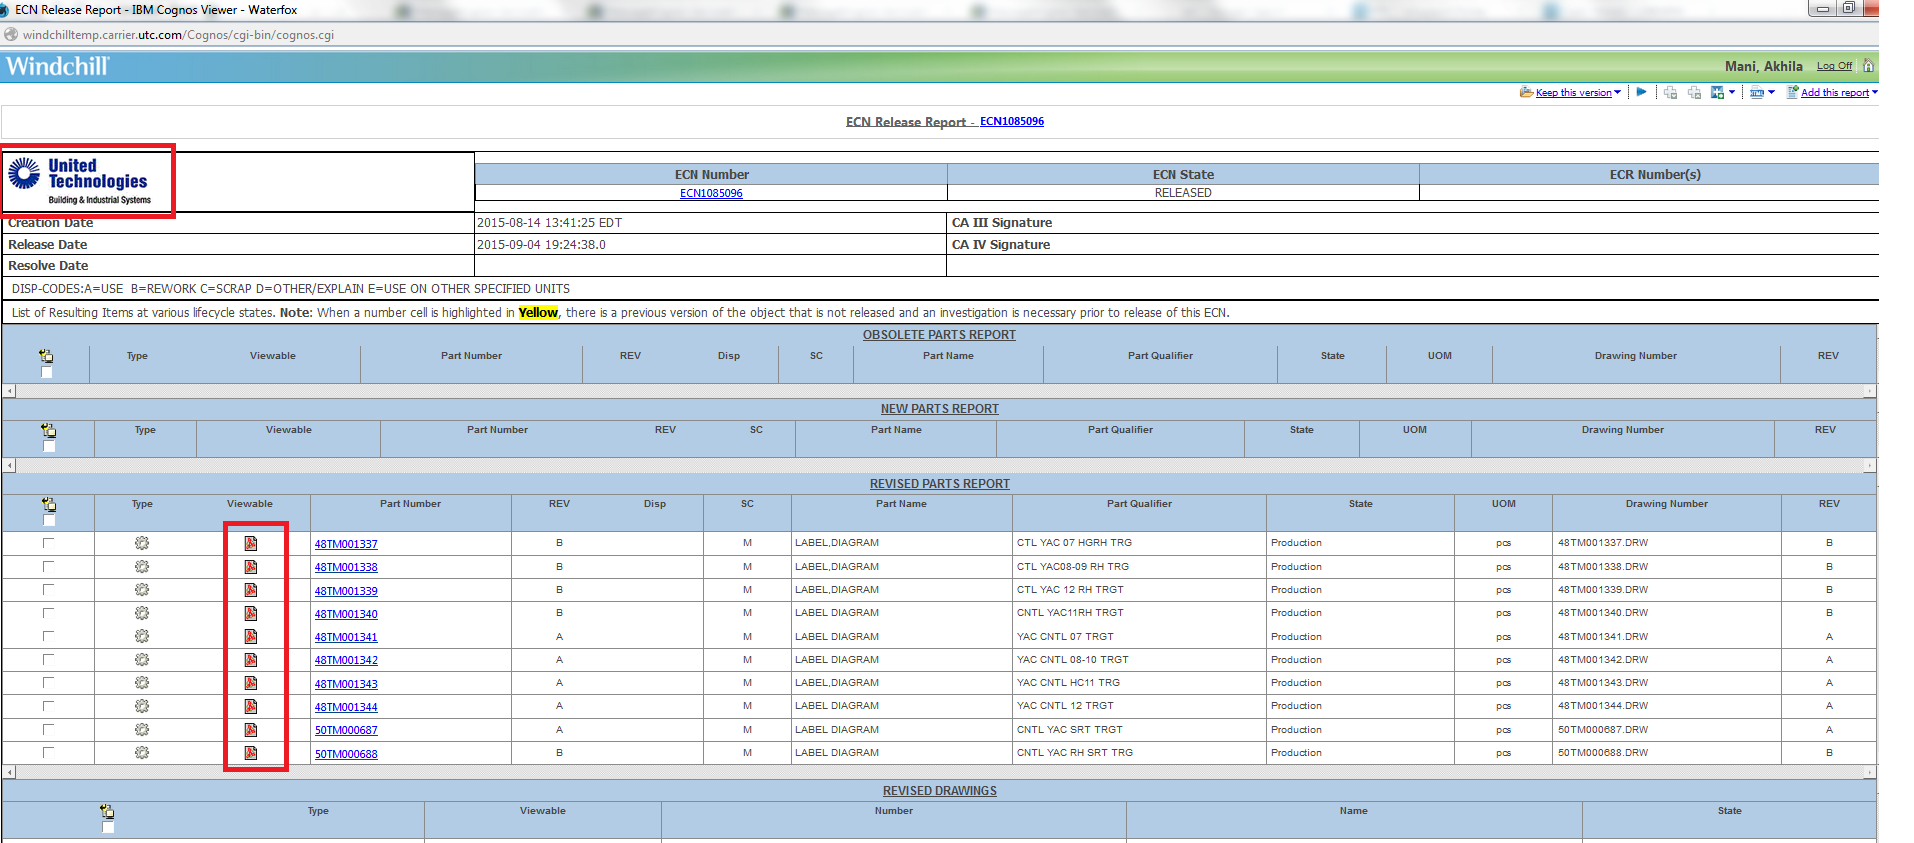 ECN Release Report - IBM Cognos Viewer - Waterfox
windchilltemp.carrier.utc.com/Cognos/cgi-bin/cognos.cgi
Windchill
Mani, Akhila Log Off
Keep this version Add this report
ECN Release Report - ECN1085096
United Technologies
Building & Industrial Systems
ECN Number ECN State ECR Number(s)
ECN1085096 RELEASED
Creation Date 2015-08-14 13:41:25 EDT CA III Signature
Release Date 2015-09-04 19:24:38.0 CA IV Signature
Resolve Date
DISP-CODES:A=USE B=REWORK C=SCRAP D=OTHER/EXPLAIN E=USE ON OTHER SPECIFIED UNITS
List of Resulting Items at various lifecycle states. Note: When a number cell is highlighted in Yellow, there is a previous version of the object that is not released and an investigation is necessary prior to release of this ECN.
OBSOLETE PARTS REPORT
Type Viewable Part Number REV Disp SC Part Name Part Qualifier State UOM Drawing Number REV
NEW PARTS REPORT
Type Viewable Part Number REV SC Part Name Part Qualifier State UOM Drawing Number REV
REVISED PARTS REPORT
Type Viewable Part Number REV Disp SC Part Name Part Qualifier State UOM Drawing Number REV
48TM001337 B M LABEL,DIAGRAM CTL YAC 07 HGRH TRG Production pcs 48TM001337.DRW B
48TM001338 B M LABEL,DIAGRAM CTL YAC08-09 RH TRG Production pcs 48TM001338.DRW B
48TM001339 B M LABEL,DIAGRAM CTL YAC 12 RH TRGT Production pcs 48TM001339.DRW B
48TM001340 B M LABEL,DIAGRAM CNTL YAC11RH TRGT Production pcs 48TM001340.DRW B
48TM001341 A M LABEL DIAGRAM YAC CNTL 07 TRGT Production pcs 48TM001341.DRW A
48TM001342 A M LABEL DIAGRAM YAC CNTL 08-10 TRGT Production pcs 48TM001342.DRW A
48TM001343 A M LABEL,DIAGRAM YAC CNTL HC11 TRG Production pcs 48TM001343.DRW A
48TM001344 A M LABEL DIAGRAM YAC CNTL 12 TRGT Production pcs 48TM001344.DRW A
50TM000687 A M LABEL DIAGRAM CNTL YAC SRT TRGT Production pcs 50TM000687.DRW A
50TM000688 B M LABEL DIAGRAM CNTL YAC RH SRT TRG Production pcs 50TM000688.DRW B
REVISED DRAWINGS
Type Viewable Number Name State